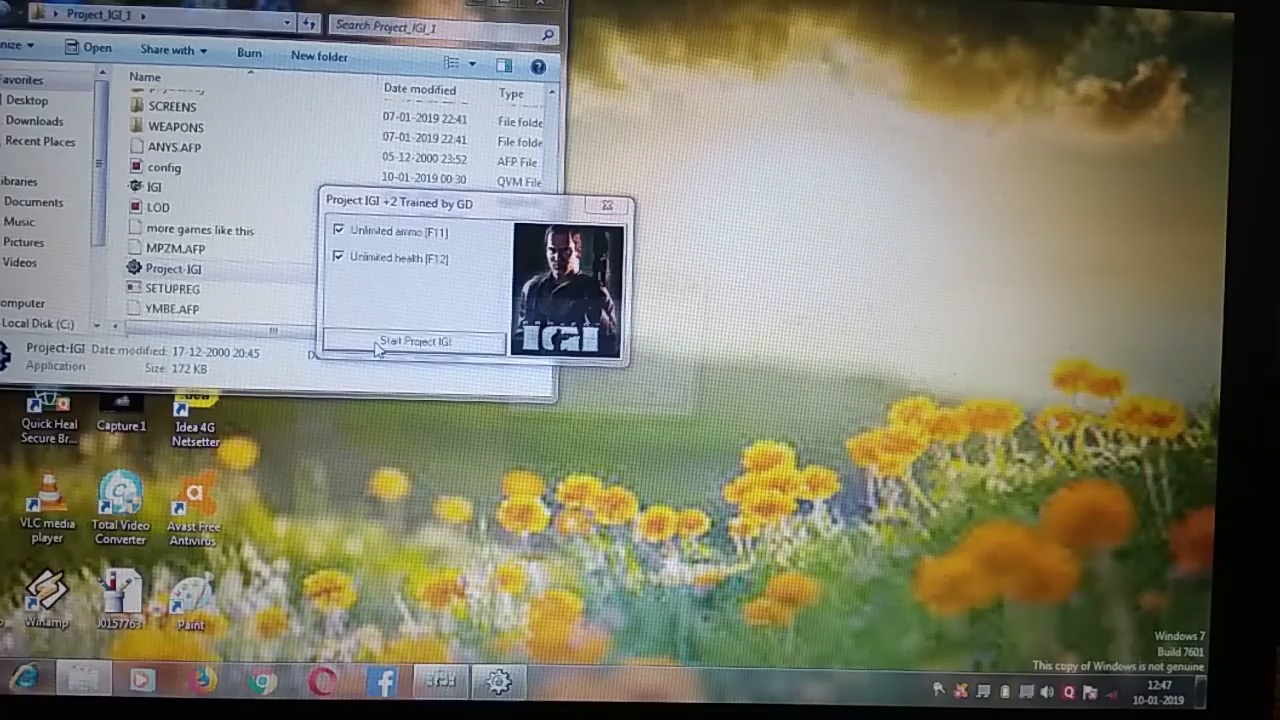 Project_IGI_1
Search Project_IGI_1
Open
Share with
Burn
New folder
Name
Date modified
Type
SCREENS
07-01-2019 22:41
File folde
WEAPONS
07-01-2019 22:41
File folde
ANYS.AFP
05-12-2000 23:52
AFP File
config
10-01-2019 00:30
QVM File
IGI
LOD
more games like this
MPZM.AFP
Project-IGI
SETUPREG
YMBE.AFP
avorites
Desktop
Downloads
Recent Places
ibraries
Documents
Music
Pictures
Videos
omputer
Local Disk (C:)
Project-IGI
Date modified: 17-12-2000 20:45
Application
Size: 172 KB
Project IGI +2 Trained by GD
Unlimited ammo [F11]
Unlimited health [F12]
Start Project IGI
IGI
Quick Heal
Secure Br...
Capture1
Idea 4G
Netsetter
VLC media
player
Total Video
Converter
Avast Free
Antivirus
Winamp
J0157763
Paint
Windows 7
Build 7601
This copy of Windows is not genuine
12:47
10-01-2019